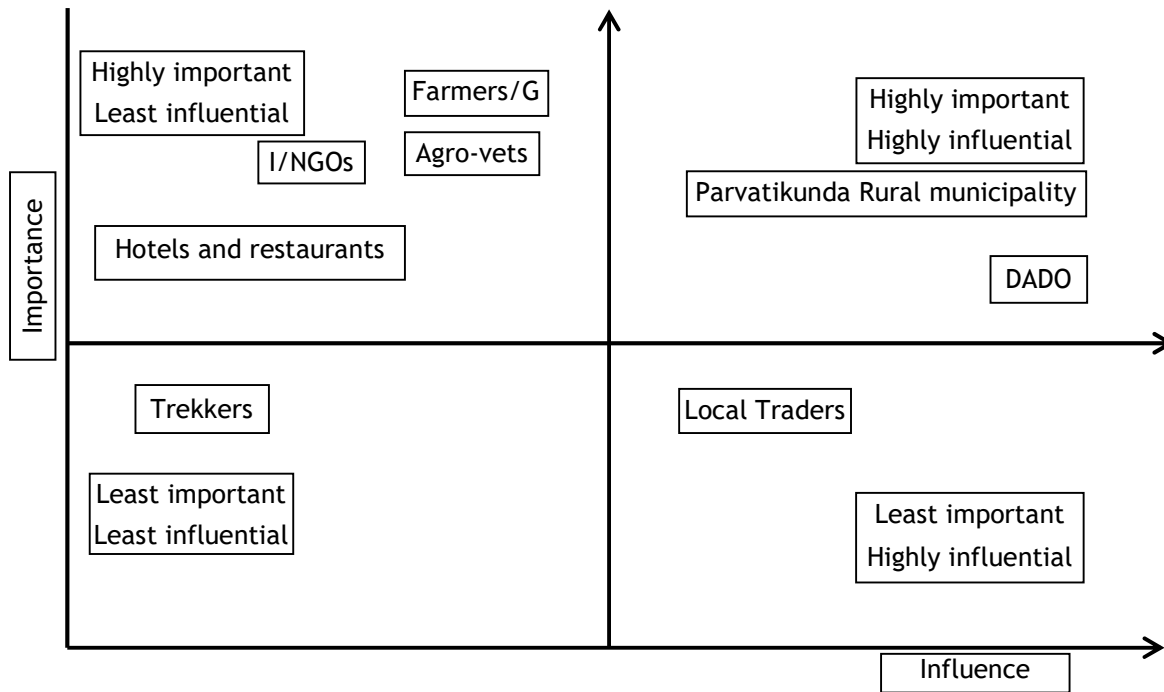 Highly important
Least influential
Farmers/G
Highly important
Highly influential
I/NGOs
Agro-vets
Parvatikunda Rural municipality
Importance
Hotels and restaurants
DADO
Trekkers
Local Traders
Least important
Least influential
Least important
Highly influential
Influence